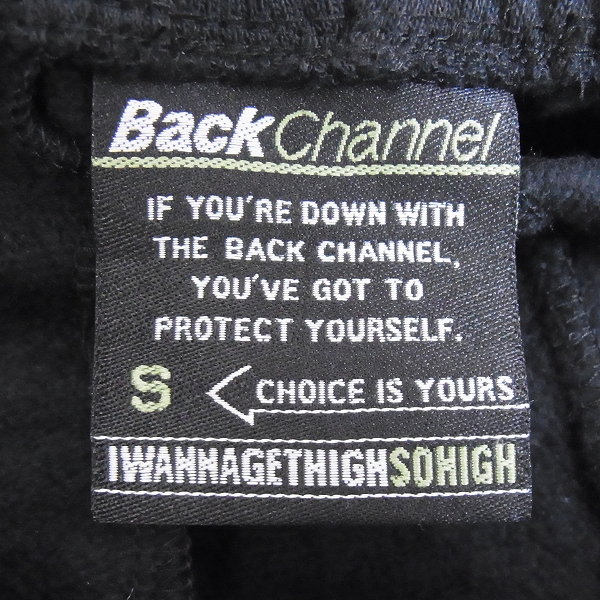 BackChannel
IF YOU'RE DOWN WITH
THE BACK CHANNEL,
YOU'VE GOT TO
PROTECT YOURSELF.
S CHOICE IS YOURS
IWANNAGETHIGHSOHIGH